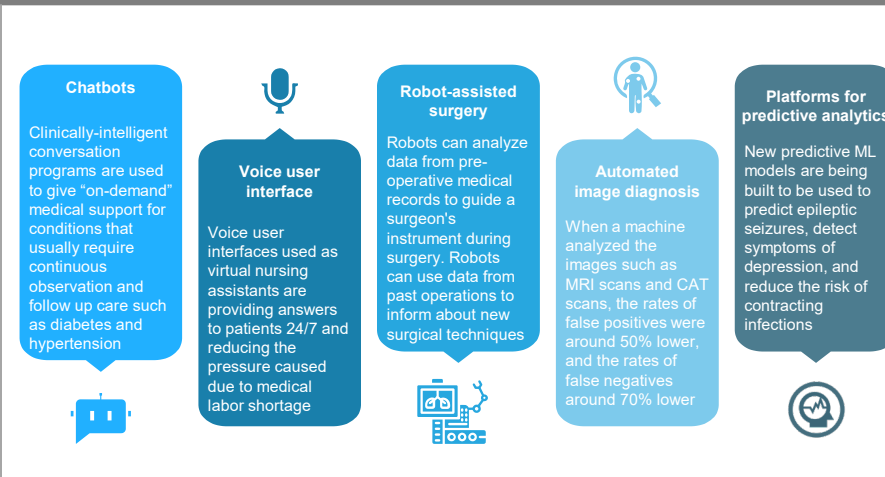 Chatbots
Clinically-intelligent
conversation
programs are used
to give “on-demand”
medical support for
conditions that
usually require
continuous
observation and
follow up care such
as diabetes and
hypertension
Voice user
interface
Voice user
interfaces used as
virtual nursing
assistants are
providing answers
to patients 24/7 and
reducing the
pressure caused
due to medical
labor shortage
Robot-assisted
surgery
Robots can analyze
data from pre-
operative medical
records to guide a
surgeon's
instrument during
surgery. Robots
can use data from
past operations to
inform about new
surgical techniques
Automated
image diagnosis
When a machine
analyzed the
images such as
MRI scans and CAT
scans, the rates of
false positives were
around 50% lower,
and the rates of
false negatives
around 70% lower
Platforms for
predictive analytics
New predictive ML
models are being
built to be used to
predict epileptic
seizures, detect
symptoms of
depression, and
reduce the risk of
contracting
infections